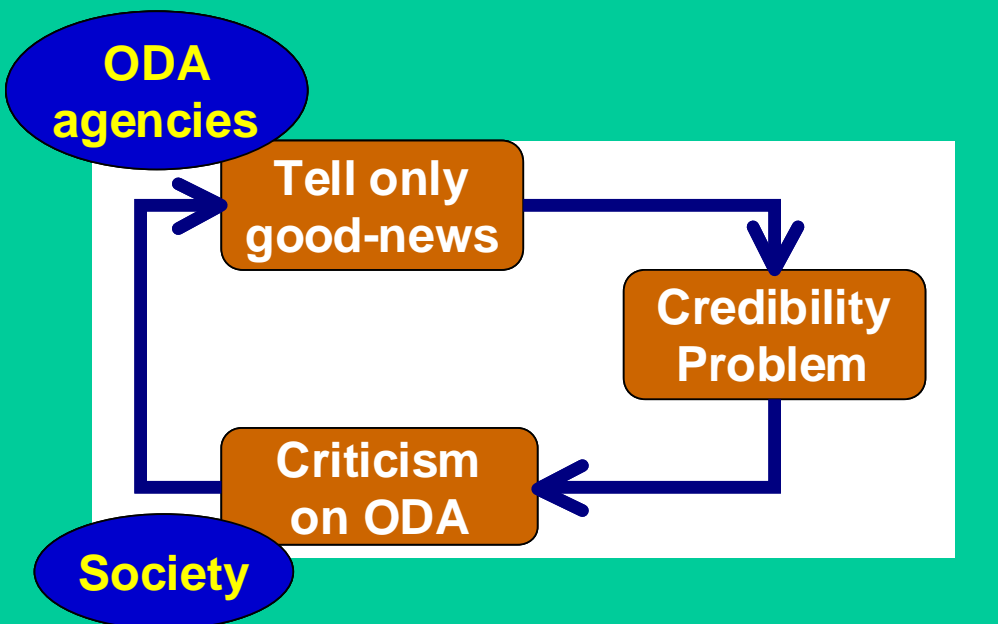 ODA
agencies
Tell only
good-news
Credibility
Problem
Criticism
on ODA
Society